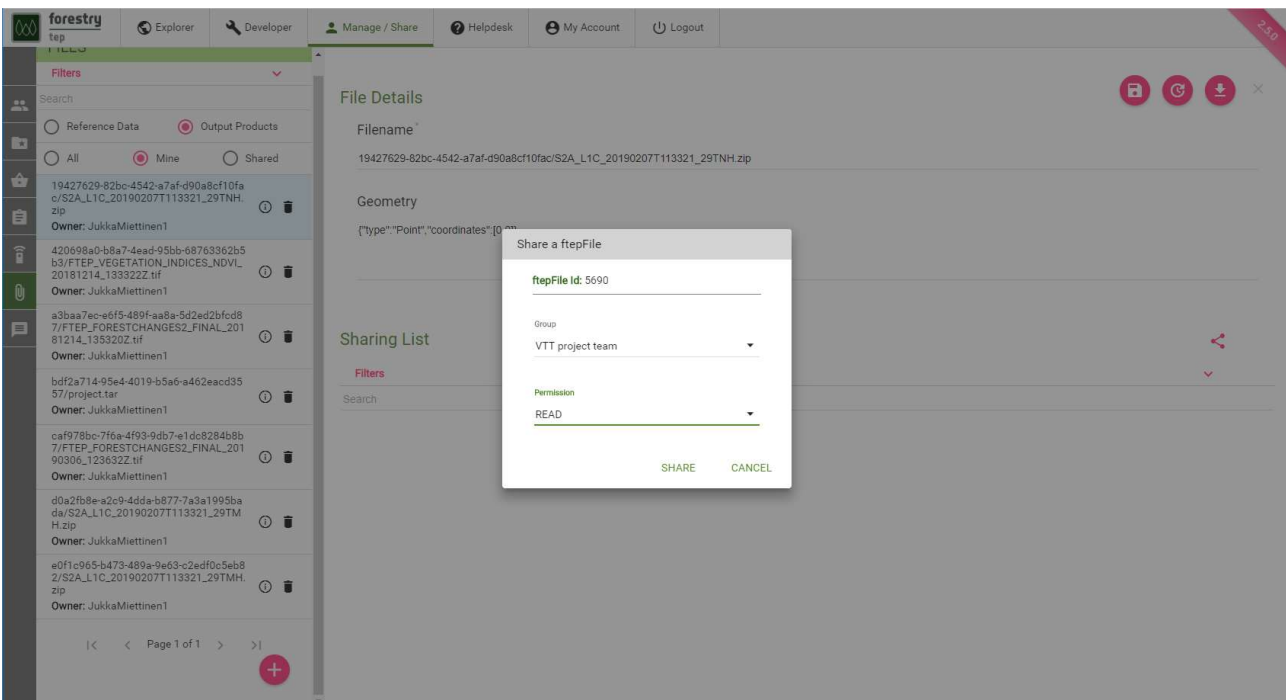 forestry
tep
Explorer
Developer
Manage / Share
Helpdesk
My Account
Logout
2.5.0
FILES
Filters
Search
Reference Data
Output Products
All
Mine
Shared
19427629-82bc-4542-a7af-d90a8cf10fa
c/S2A_L1C_20190207T113321_29TNH.
zip
Owner: JukkaMiettinen1
420698a0-b8a7-4ead-95bb-68763362b5
b3/FTEP_VEGETATION_INDICES_NDVI_
20181214_133322Z.tif
Owner: JukkaMiettinen1
a3baa7ec-e6f5-489f-aa8a-5d2ed2bfcd8
7/FTEP_FORESTCHANGES2_FINAL_201
81214_135320Z.tif
Owner: JukkaMiettinen1
bdf2a714-95e4-4019-b5a6-a462eacd35
57/project.tar
Owner: JukkaMiettinen1
caf978bc-7f6a-4f93-9db7-e1dc8284b8b
7/FTEP_FORESTCHANGES2_FINAL_201
90306_123632Z.tif
Owner: JukkaMiettinen1
d0a2fb8e-a2c9-4dda-b877-7a3a1995ba
da/S2A_L1C_20190207T113321_29TM
H.zip
Owner: JukkaMiettinen1
e0f1c965-b473-489a-9e63-c2edf0c5eb8
2/S2A_L1C_20190207T113321_29TMH.
zip
Owner: JukkaMiettinen1
Page 1 of 1
File Details
Filename*
19427629-82bc-4542-a7af-d90a8cf10fac/S2A_L1C_20190207T113321_29TNH.zip
Geometry
{"type":"Point","coordinates":[0,0]}
Sharing List
Filters
Search
Share a ftepFile
ftepFile Id: 5690
Group
VTT project team
Permission
READ
SHARE
CANCEL